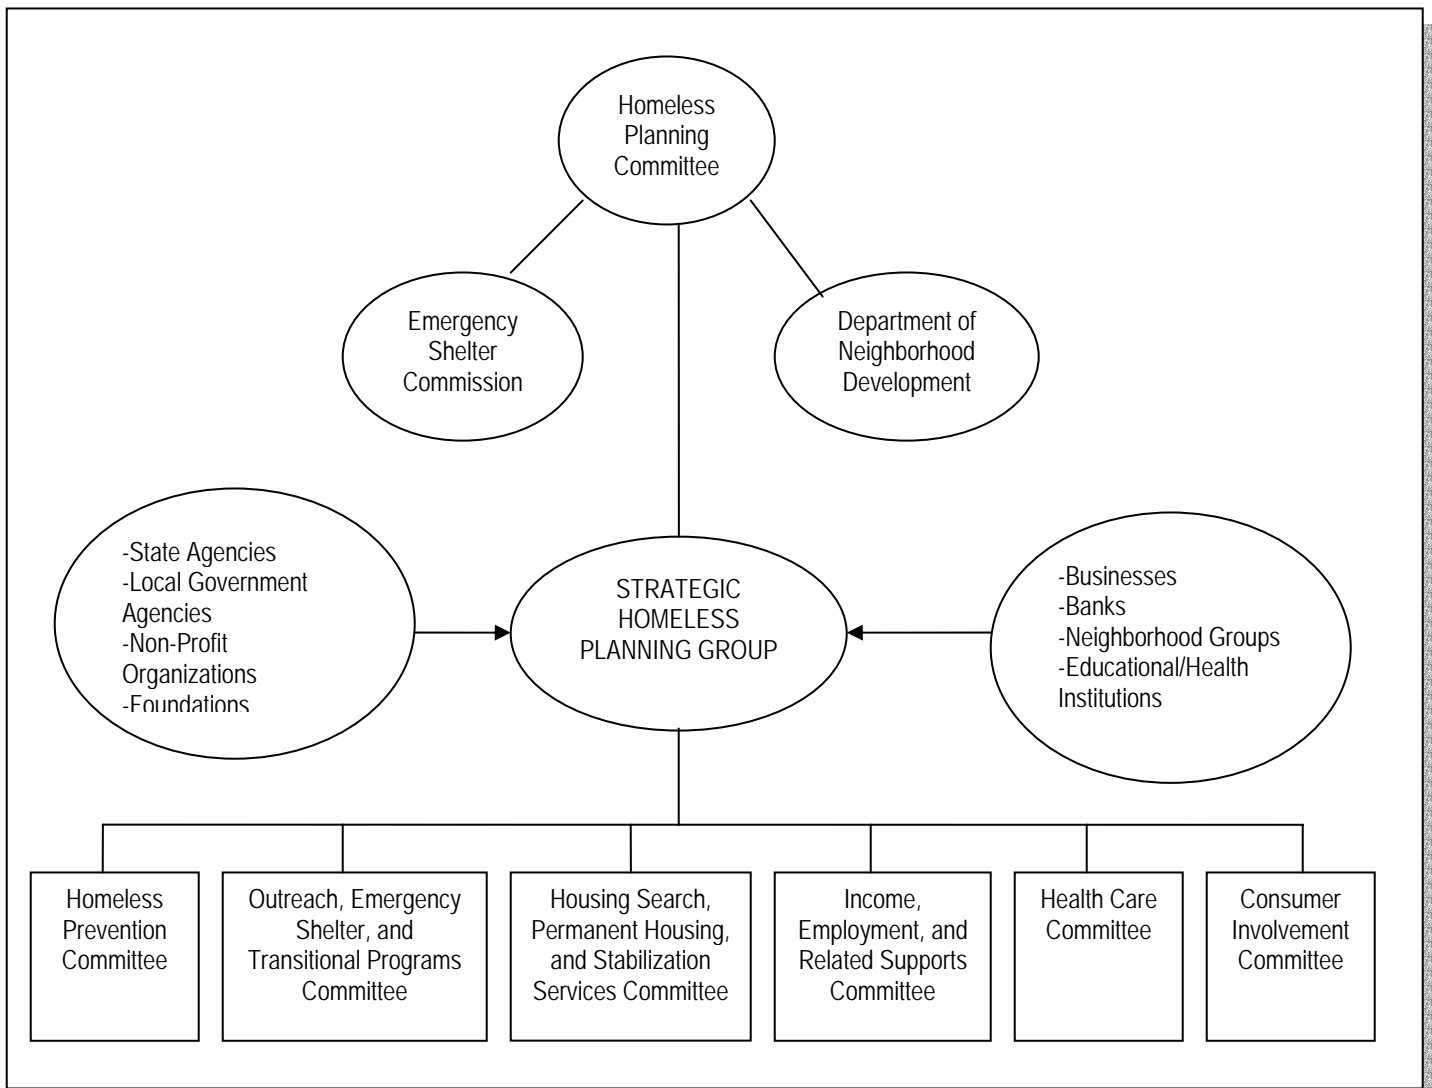 Homeless
Planning
Committee
Emergency
Shelter
Commission
Department of
Neighborhood
Development
-State Agencies
-Local Government
Agencies
-Non-Profit
Organizations
-Foundations
STRATEGIC
HOMELESS
PLANNING GROUP
-Businesses
-Banks
-Neighborhood Groups
-Educational/Health
Institutions
Homeless
Prevention
Committee
Outreach, Emergency
Shelter, and
Transitional Programs
Committee
Housing Search,
Permanent Housing,
and Stabilization
Services Committee
Income,
Employment, and
Related Supports
Committee
Health Care
Committee
Consumer
Involvement
Committee